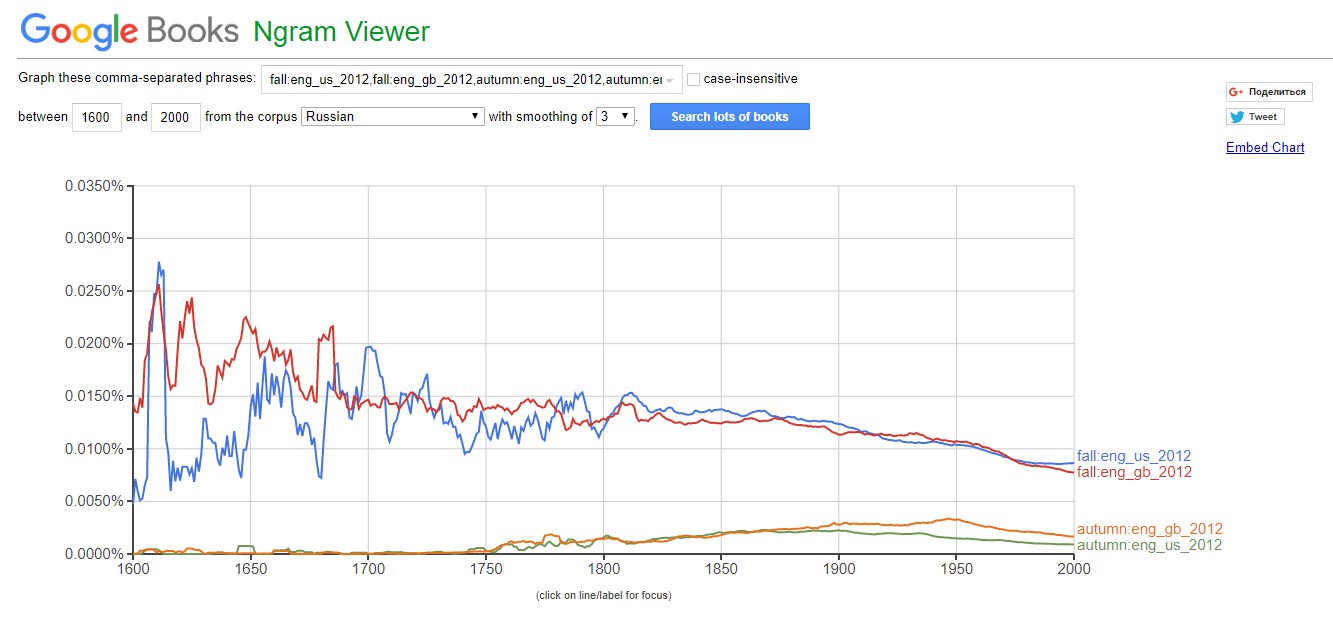 Google Books Ngram Viewer
Graph these comma-separated phrases: fall:eng_us_2012,fall:eng_gb_2012,autumn:eng_us_2012,autumn:en case-insensitive
between 1600 and 2000 from the corpus Russian with smoothing of 3 . Search lots of books
G+ Поделиться
Tweet
Embed Chart
0.0350%
0.0300%
0.0250%
0.0200%
0.0150%
0.0100%
0.0050%
0.0000%
fall:eng_us_2012
fall:eng_gb_2012
autumn:eng_gb_2012
autumn:eng_us_2012
1600 1650 1700 1750 1800 1850 1900 1950 2000
(click on line/label for focus)